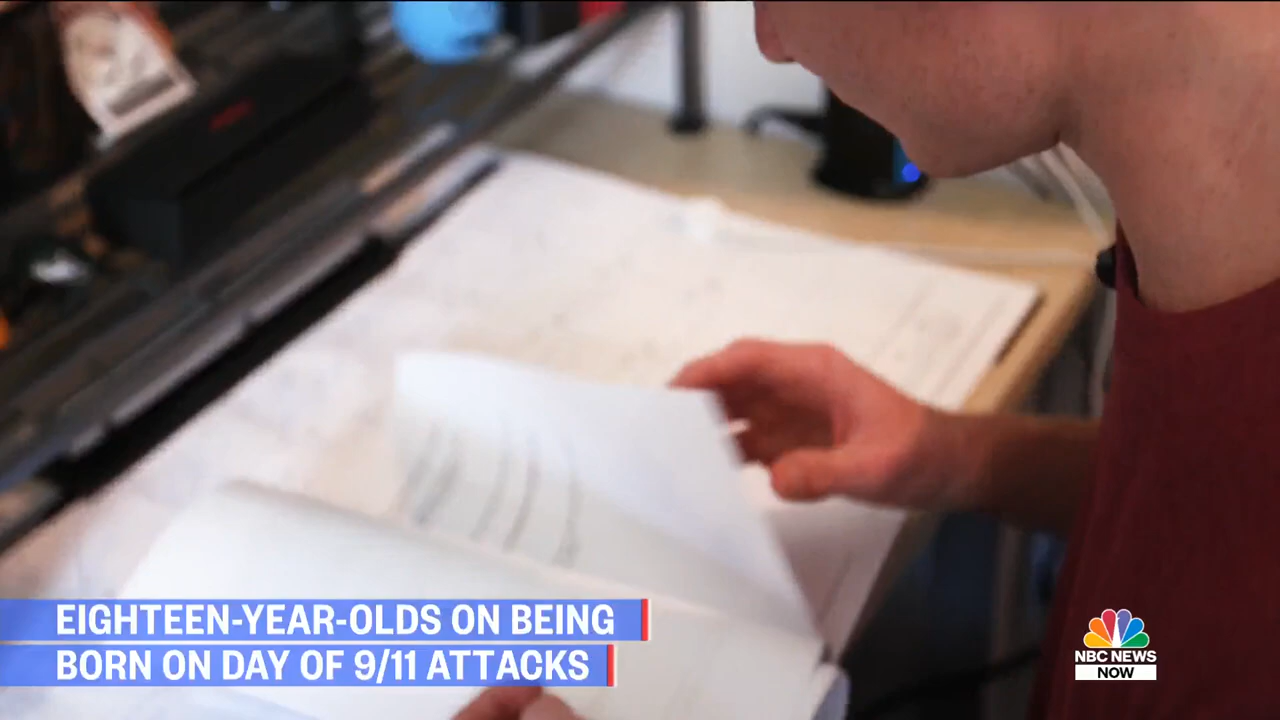 EIGHTEEN-YEAR-OLDS ON BEING
BORN ON DAY OF 9/11 ATTACKS
NBC NEWS
NOW